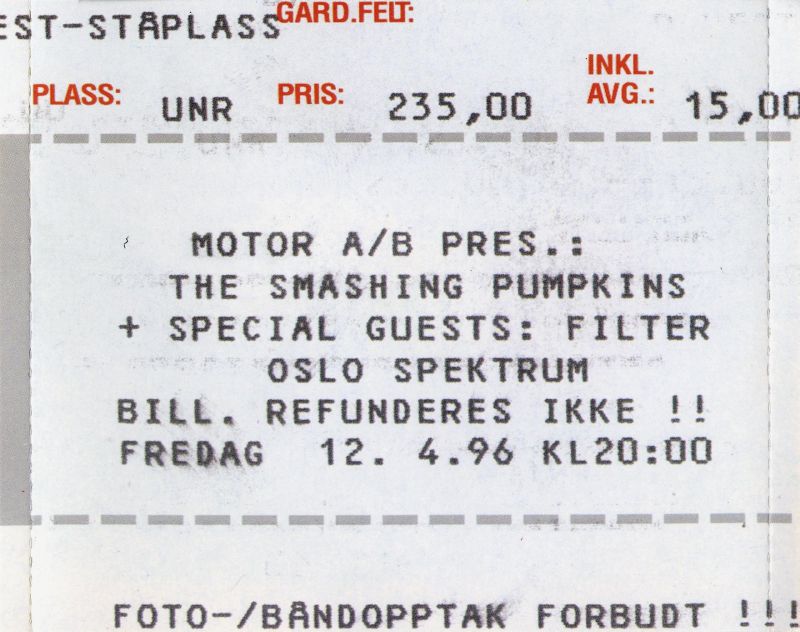 GARD.FELT:
EST-STÅPLASS
INKL.
PLASS: UNR PRIS: 235,00 AVG.: 15,00
MOTOR A/B PRES.:
THE SMASHING PUMPKINS
+ SPECIAL GUESTS: FILTER
OSLO SPEKTRUM
BILL. REFUNDERES IKKE !!
FREDAG 12. 4.96 KL20:00
FOTO-/BÅNDOPPTAK FORBUDT !!!